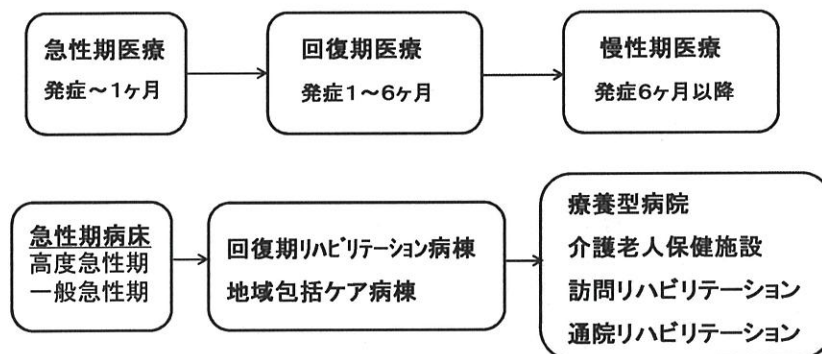 急性期医療
発症～1ヶ月
回復期医療
発症1～6ヶ月
慢性期医療
発症6ヶ月以降
急性期病床
高度急性期
一般急性期
回復期リハビリテーション病棟
地域包括ケア病棟
療養型病院
介護老人保健施設
訪問リハビリテーション
通院リハビリテーション